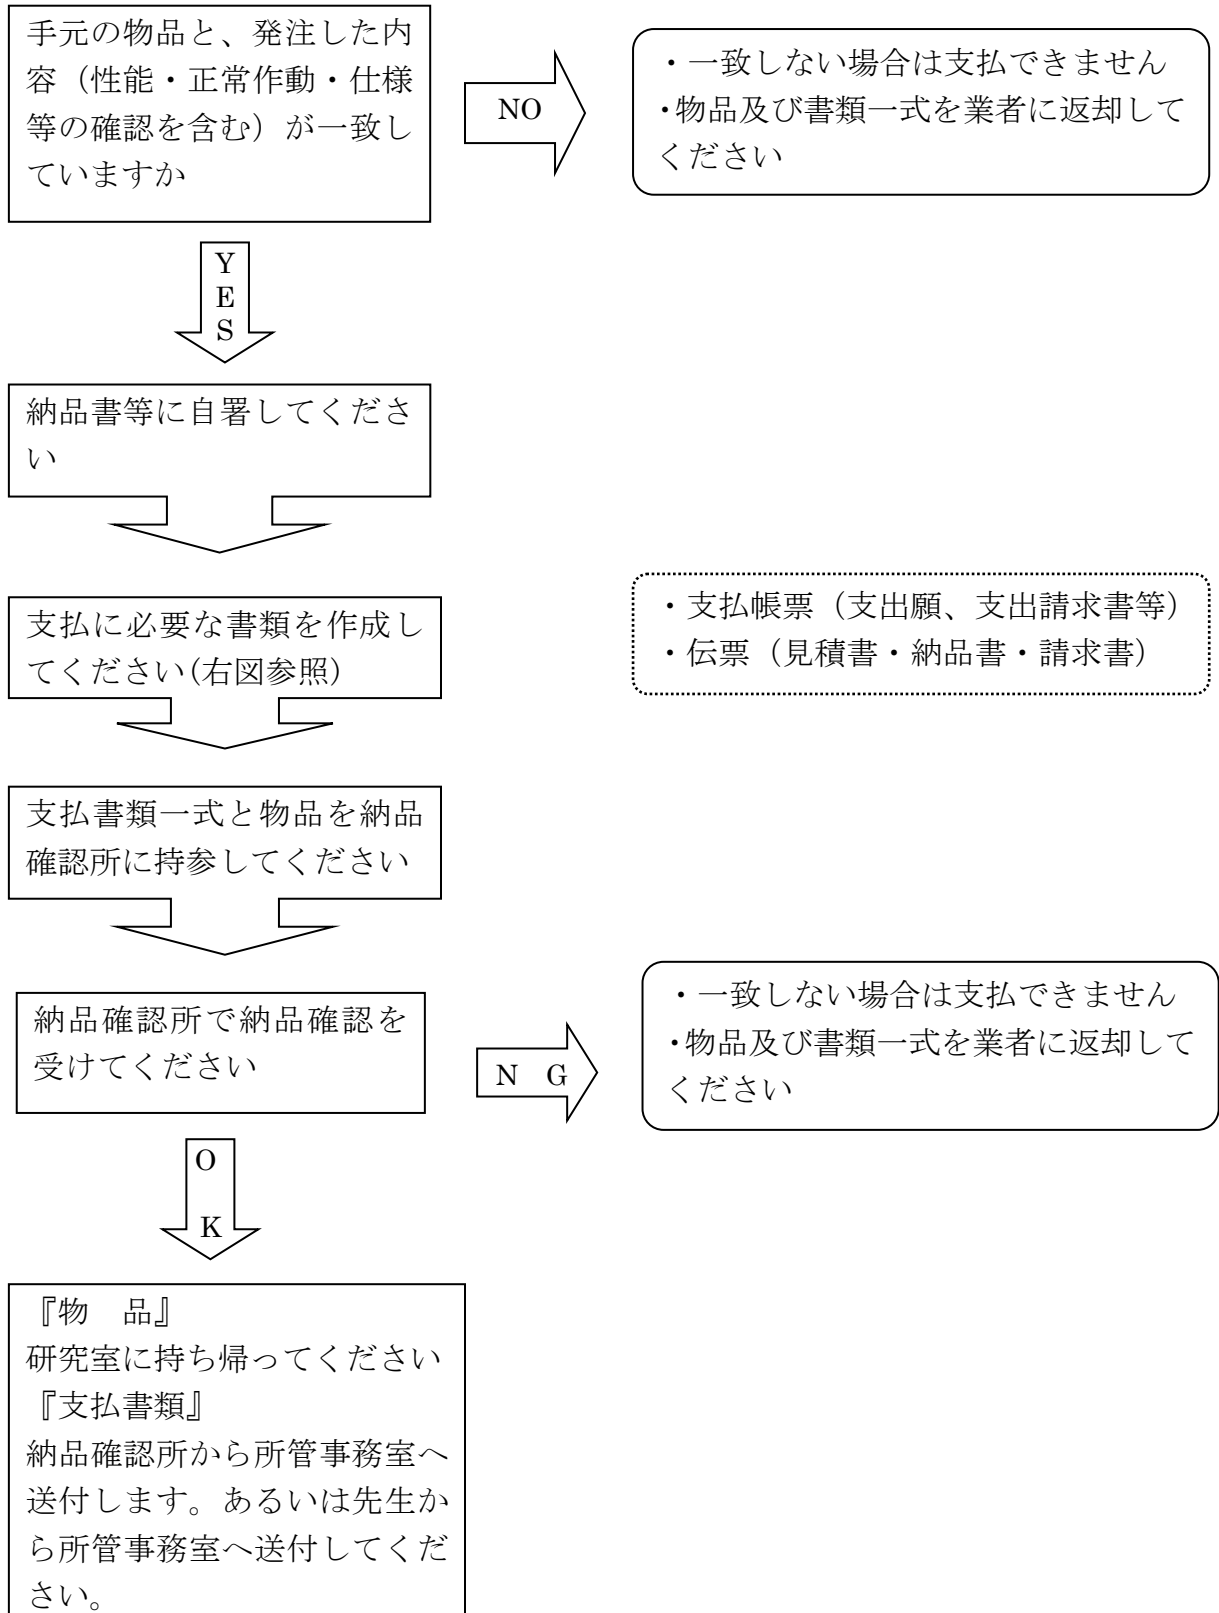 手元の物品と、発注した内
容（性能・正常作動・仕様
等の確認を含む）が一致し
ていますか
NO
・一致しない場合は支払できません
・物品及び書類一式を業者に返却して
ください
YES
納品書等に自署してくださ
い
支払に必要な書類を作成し
てください(右図参照)
・支払帳票（支出願、支出請求書等）
・伝票（見積書・納品書・請求書）
支払書類一式と物品を納品
確認所に持参してください
納品確認所で納品確認を
受けてください
N G
・一致しない場合は支払できません
・物品及び書類一式を業者に返却して
ください
O K
『物　品』
研究室に持ち帰ってください
『支払書類』
納品確認所から所管事務室へ
送付します。あるいは先生か
ら所管事務室へ送付してくだ
さい。